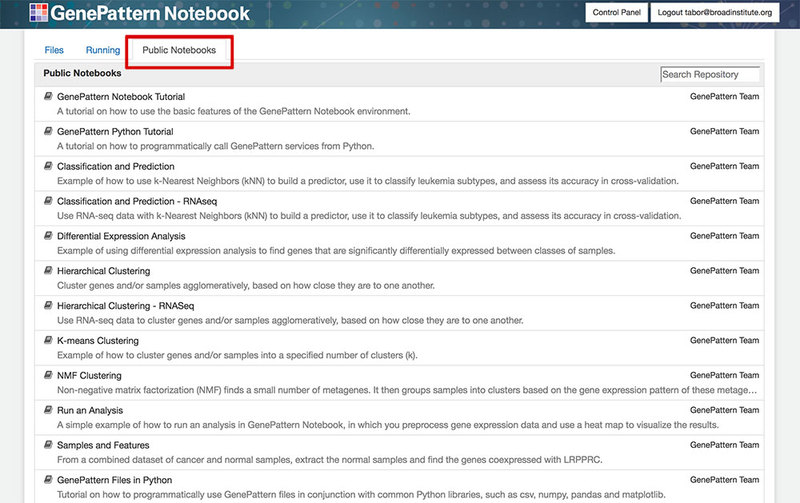 GenePattern Notebook
Control Panel
Logout tabor@broadinstitute.org
Files
Running
Public Notebooks
Public Notebooks
Search Repository
GenePattern Notebook Tutorial
GenePattern Team
A tutorial on how to use the basic features of the GenePattern Notebook environment.
GenePattern Python Tutorial
GenePattern Team
A tutorial on how to programmatically call GenePattern services from Python.
Classification and Prediction
GenePattern Team
Example of how to use k-Nearest Neighbors (kNN) to build a predictor, use it to classify leukemia subtypes, and assess its accuracy in cross-validation.
Classification and Prediction - RNAseq
GenePattern Team
Use RNA-seq data with k-Nearest Neighbors (kNN) to build a predictor, use it to classify leukemia subtypes, and assess its accuracy in cross-validation.
Differential Expression Analysis
GenePattern Team
Example of using differential expression analysis to find genes that are significantly differentially expressed between classes of samples.
Hierarchical Clustering
GenePattern Team
Cluster genes and/or samples agglomeratively, based on how close they are to one another.
Hierarchical Clustering - RNASeq
GenePattern Team
Use RNA-seq data to cluster genes and/or samples agglomeratively, based on how close they are to one another.
K-means Clustering
GenePattern Team
Example of how to cluster genes and/or samples into a specified number of clusters (k).
NMF Clustering
GenePattern Team
Non-negative matrix factorization (NMF) finds a small number of metagenes. It then groups samples into clusters based on the gene expression pattern of these metage...
Run an Analysis
GenePattern Team
A simple example of how to run an analysis in GenePattern Notebook, in which you preprocess gene expression data and use a heat map to visualize the results.
Samples and Features
GenePattern Team
From a combined dataset of cancer and normal samples, extract the normal samples and find the genes coexpressed with LRPPRC.
GenePattern Files in Python
GenePattern Team
Tutorial on how to programmatically use GenePattern files in conjunction with common Python libraries, such as csv, numpy, pandas and matplotlib.